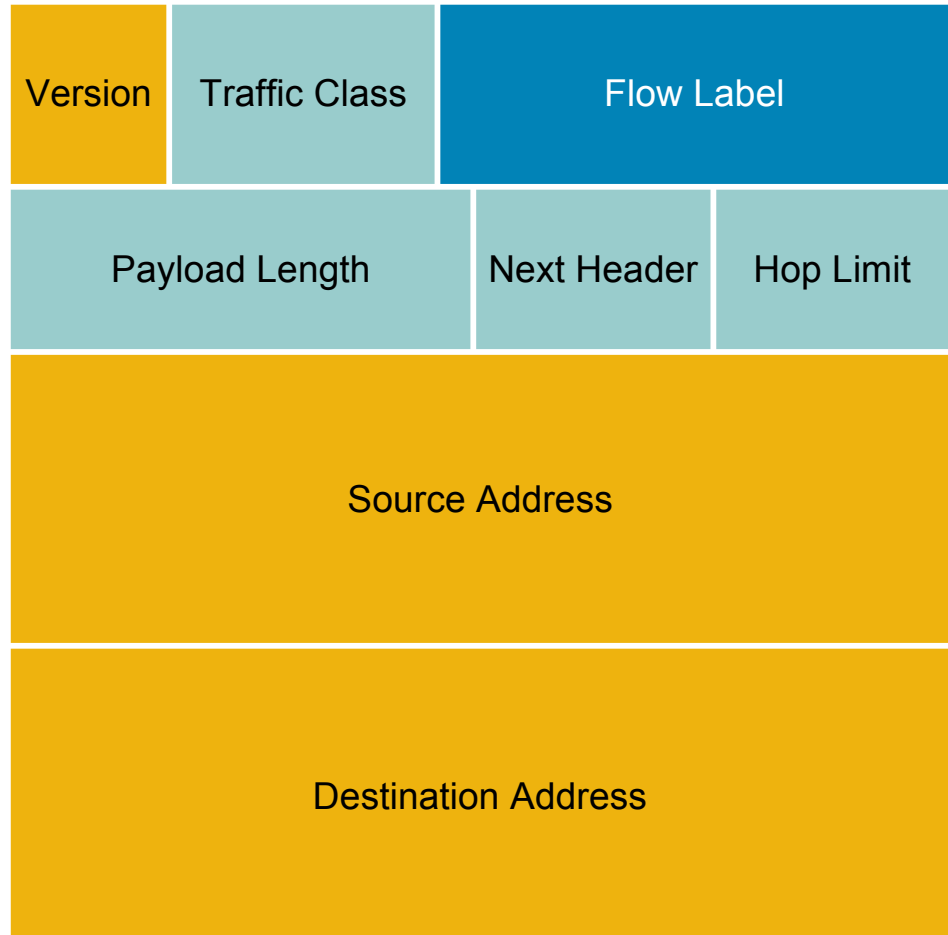 Version Traffic Class Flow Label
Payload Length Next Header Hop Limit
Source Address
Destination Address